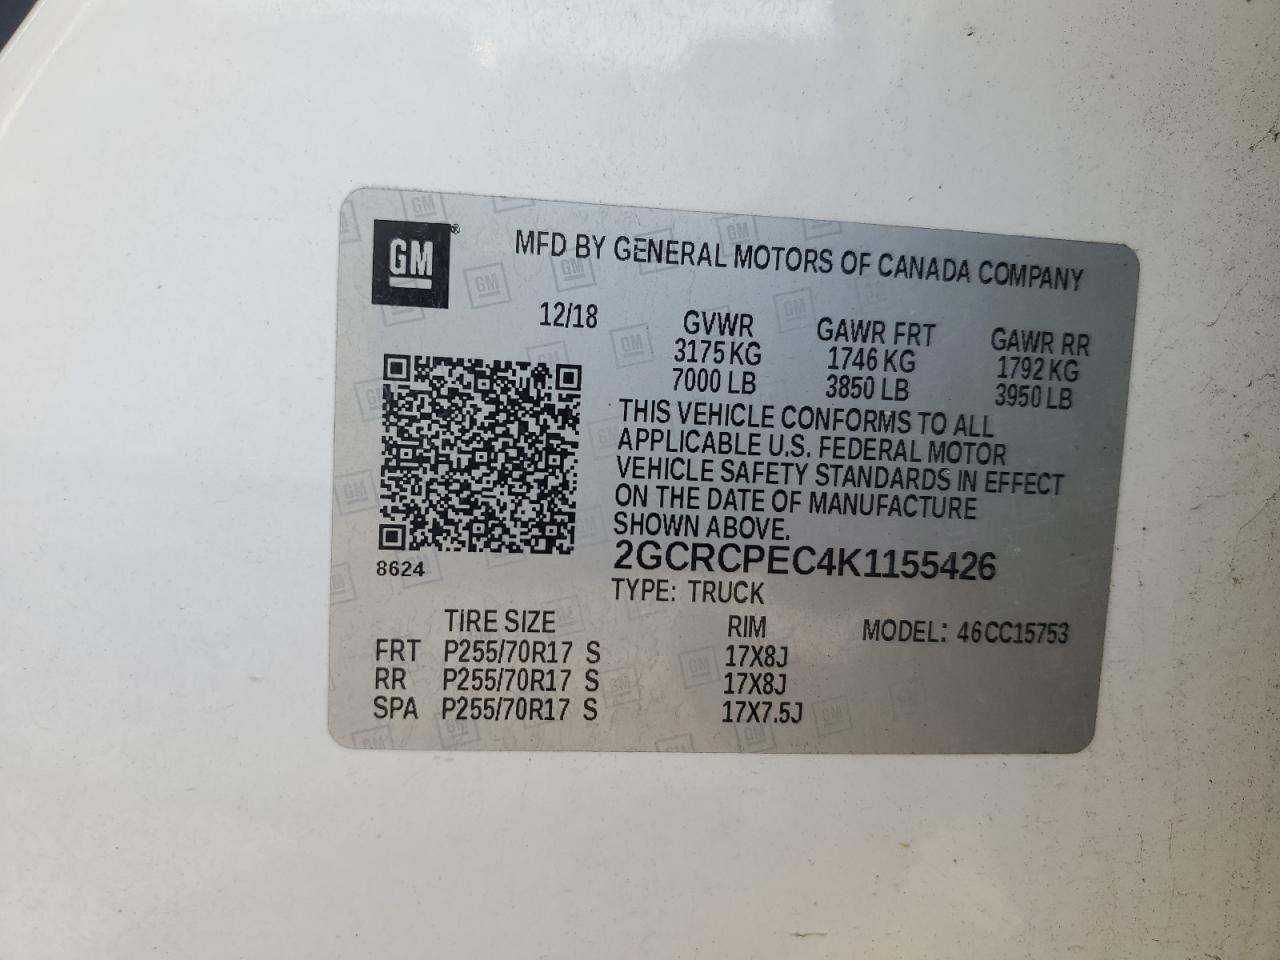 GM®
MFD BY GENERAL MOTORS OF CANADA COMPANY
12/18
GVWR GAWR FRT GAWR RR
3175 KG 1746 KG 1792 KG
7000 LB 3850 LB 3950 LB
THIS VEHICLE CONFORMS TO ALL
APPLICABLE U.S. FEDERAL MOTOR
VEHICLE SAFETY STANDARDS IN EFFECT
ON THE DATE OF MANUFACTURE
SHOWN ABOVE.
2GCRCPEC4K1155426
8624
TYPE: TRUCK
TIRE SIZE RIM MODEL: 46CC15753
FRT P255/70R17 S 17X8J
RR P255/70R17 S 17X8J
SPA P255/70R17 S 17X7.5J